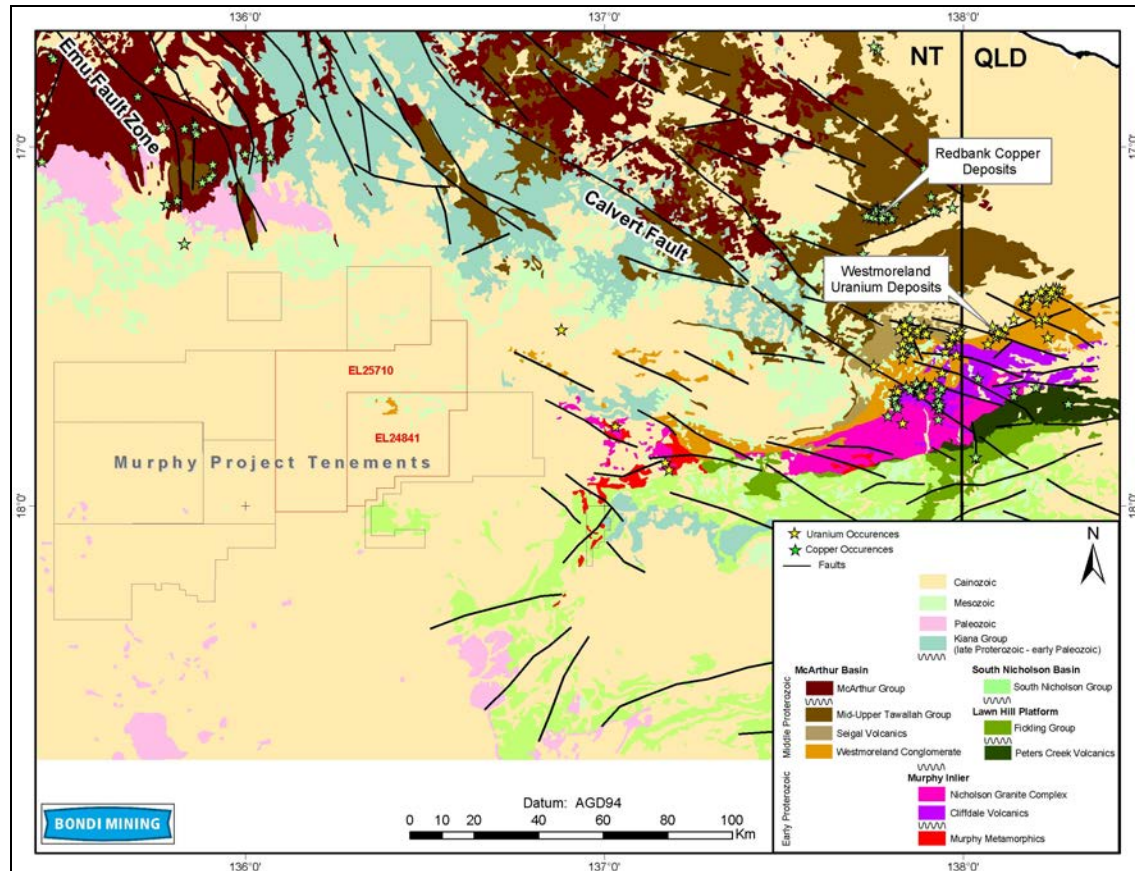 136°0'
137°0'
138°0'
NT
QLD
Emu Fault Zone
17°0'
17°0'
Redbank Copper
Deposits
Calvert Fault
Westmoreland
Uranium Deposits
EL25710
EL24841
Murphy Project Tenements
18°0'
18°0'
N
Uranium Occurences
Copper Occurences
Faults
Cainozoic
Mesozoic
Paleozoic
Kiana Group
(late Proterozoic - early Paleozoic)
McArthur Basin
South Nicholson Basin
McArthur Group
South Nicholson Group
Lawn Hill Platform
Middle Proterozoic
Mid-Upper Tawallah Group
Fickling Group
Seigal Volcanics
Westmoreland Conglomerate
Peters Creek Volcanics
Murphy Inlier
Early Proterozoic
Nicholson Granite Complex
Cliffdale Volcanics
Murphy Metamorphics
BONDI MINING
Datum: AGD94
0 10 20 40 60 80 100
Km
136°0'
137°0'
138°0'